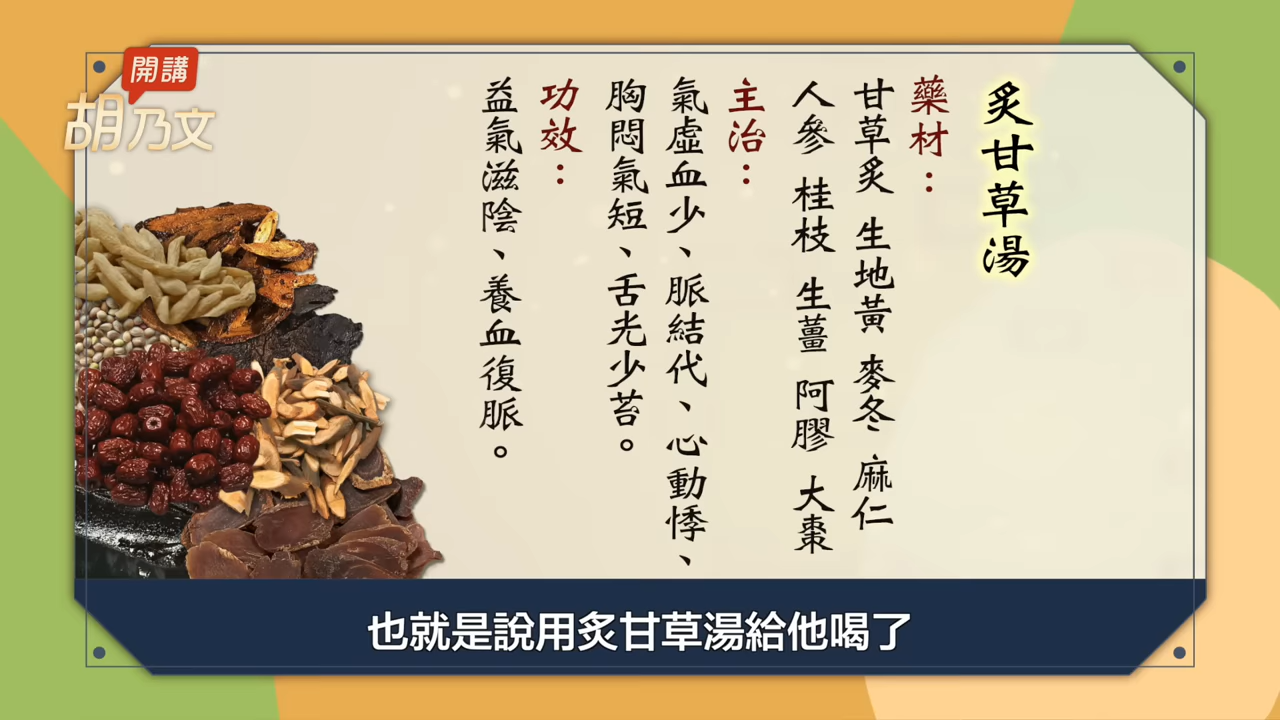 開講
胡乃文
炙甘草湯
藥材：
甘草炙 生地黃 麥冬 麻仁
人參 桂枝 生薑 阿膠 大棗
主治：
氣虛血少、脈結代、心動悸、
胸悶氣短、舌光少苔。
功效：
益氣滋陰、養血復脈。
也就是說用炙甘草湯給他喝了